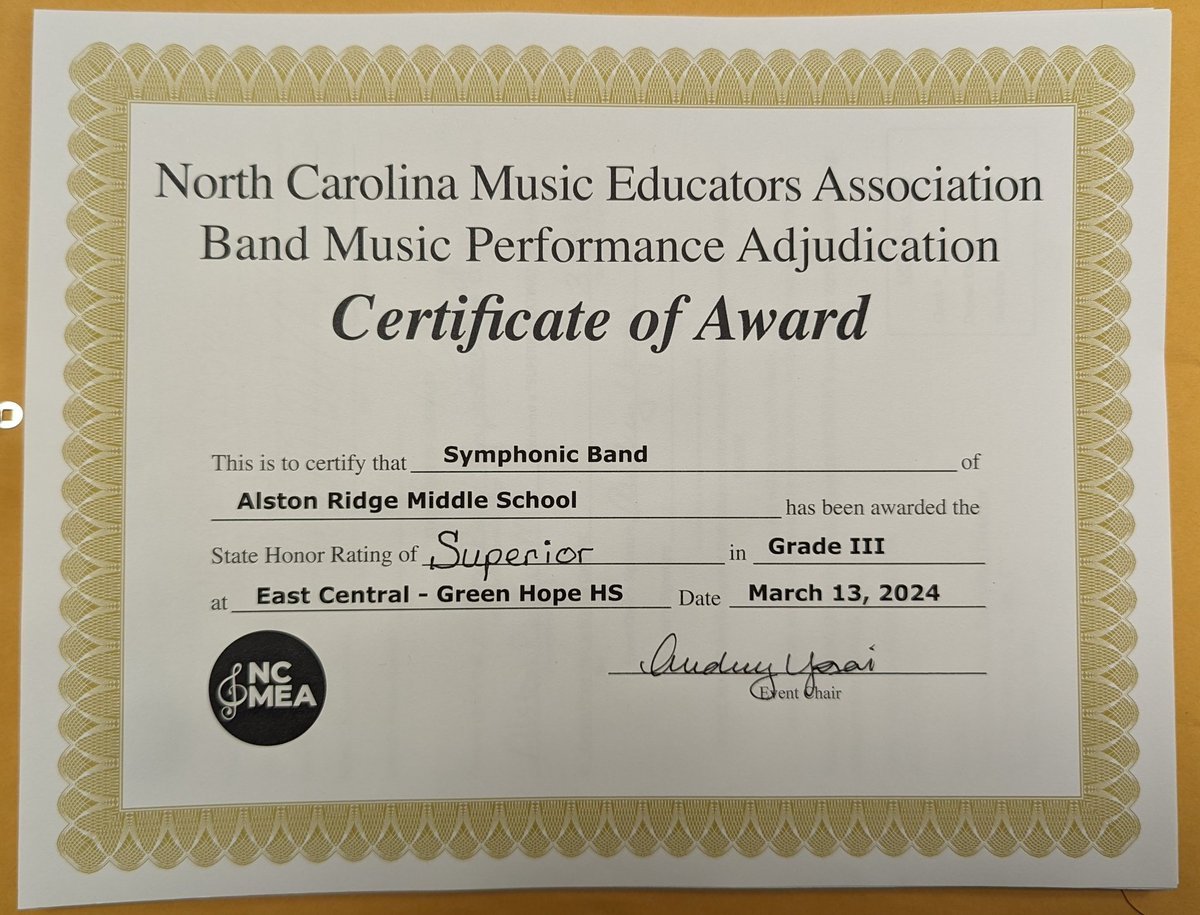 North Carolina Music Educators Association
Band Music Performance Adjudication
Certificate of Award
This is to certify that Symphonic Band of
Alston Ridge Middle School has been awarded the
State Honor Rating of Superior in Grade III
at East Central - Green Hope HS Date March 13, 2024
NC
MEA
Event Chair